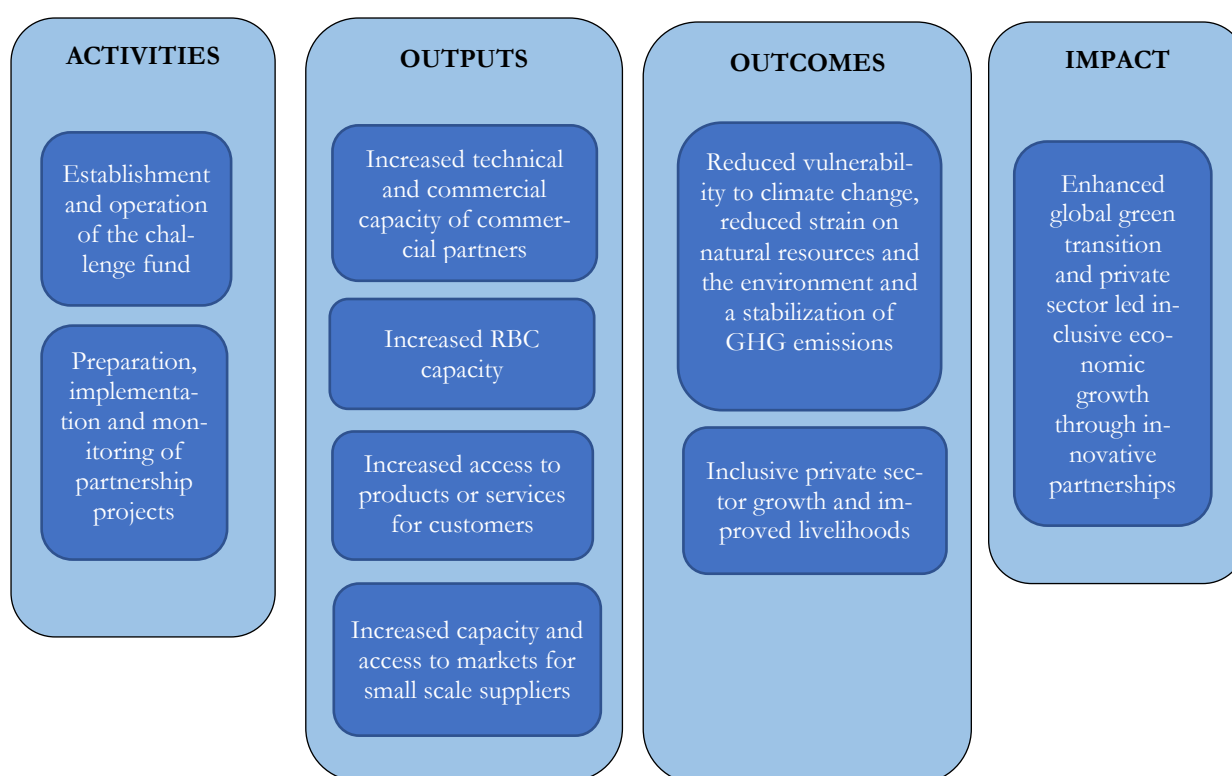 ACTIVITIES
Establishment
and operation
of the chal-
lenge fund
Preparation,
implementa-
tion and mon-
itoring of
partnership
projects
OUTPUTS
Increased technical
and commercial
capacity of commer-
cial partners
Increased RBC
capacity
Increased access to
products or services
for customers
Increased capacity and
access to markets for
small scale suppliers
OUTCOMES
Reduced vulnerabil-
ity to climate change,
reduced strain on
natural resources and
the environment and
a stabilization of
GHG emissions
Inclusive private sec-
tor growth and im-
proved livelihoods
IMPACT
Enhanced
global green
transition
and private
sector led in-
clusive eco-
nomic
growth
through in-
novative
partnerships